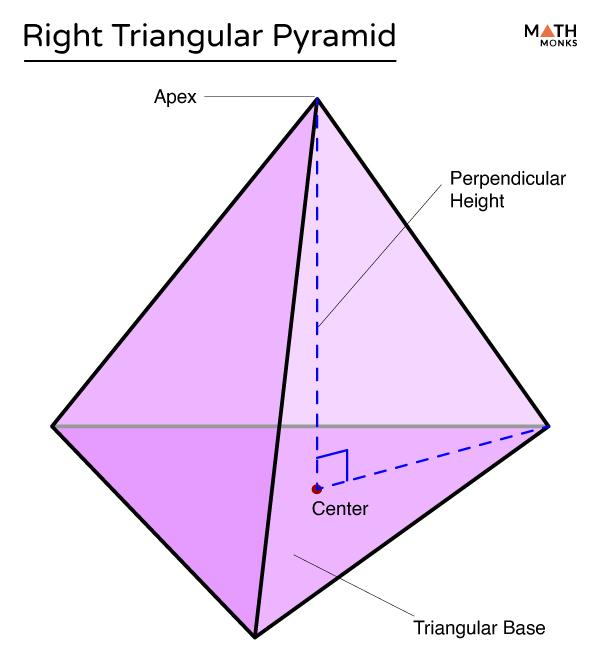 Right Triangular Pyramid
MATH
MONKS
Apex
Perpendicular
Height
Center
Triangular Base